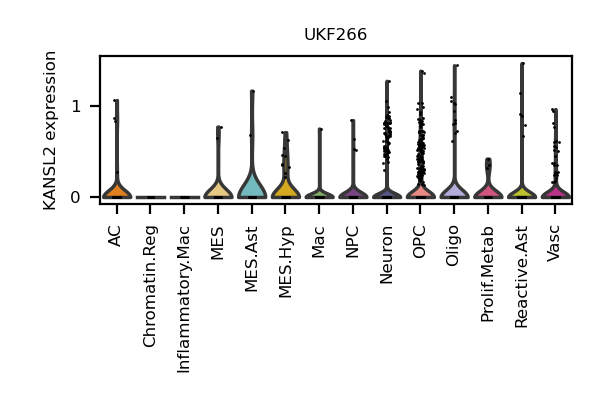 UKF266
KANSL2 expression
1
0
AC
Chromatin.Reg
Inflammatory.Mac
MES
MES.Ast
MES.Hyp
Mac
NPC
Neuron
OPC
Oligo
Prolif.Metab
Reactive.Ast
Vasc